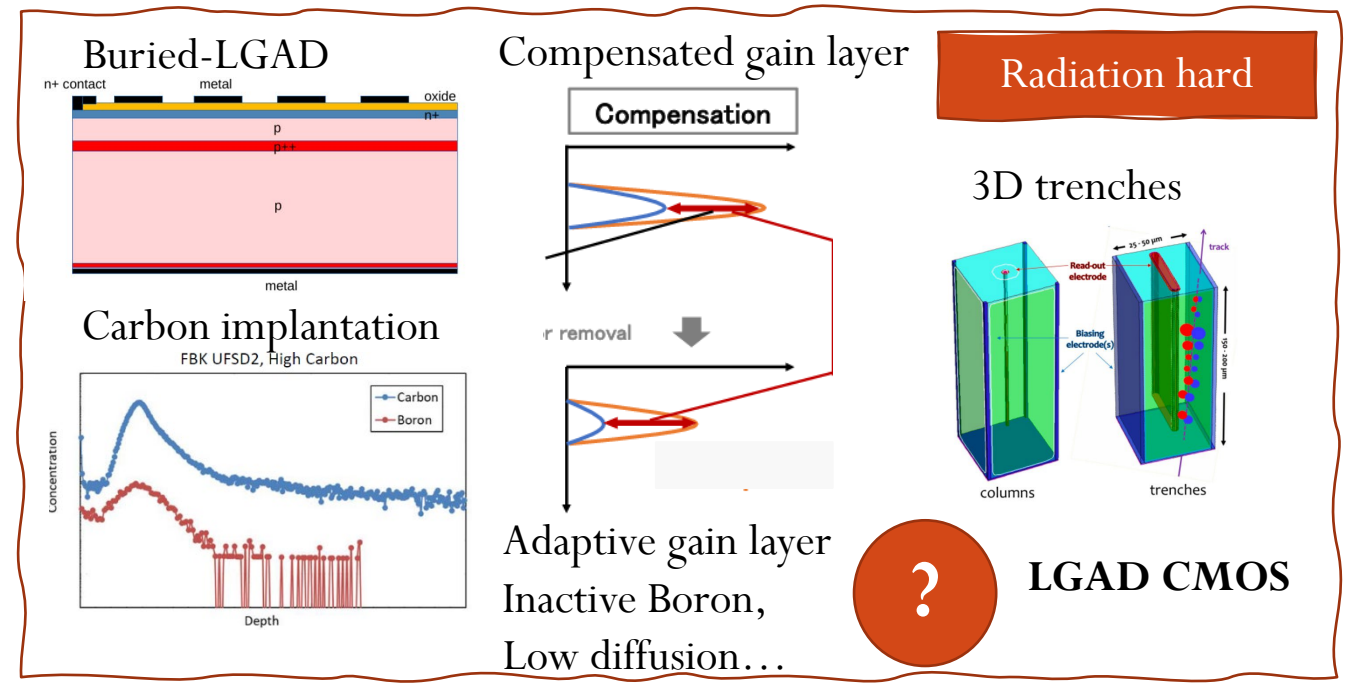 Buried-LGAD
n+ contact
metal
oxide
n+
p
p++
p
metal
Carbon implantation
FBK UFSD2, High Carbon
Carbon
Boron
Concentration
Depth
Compensated gain layer
Compensation
removal
Adaptive gain layer
Inactive Boron,
Low diffusion…
Radiation hard
3D trenches
25 - 50 µm
track
Read-out
electrode
Biasing
electrode(s)
150 - 200 µm
columns
trenches
?
LGAD CMOS